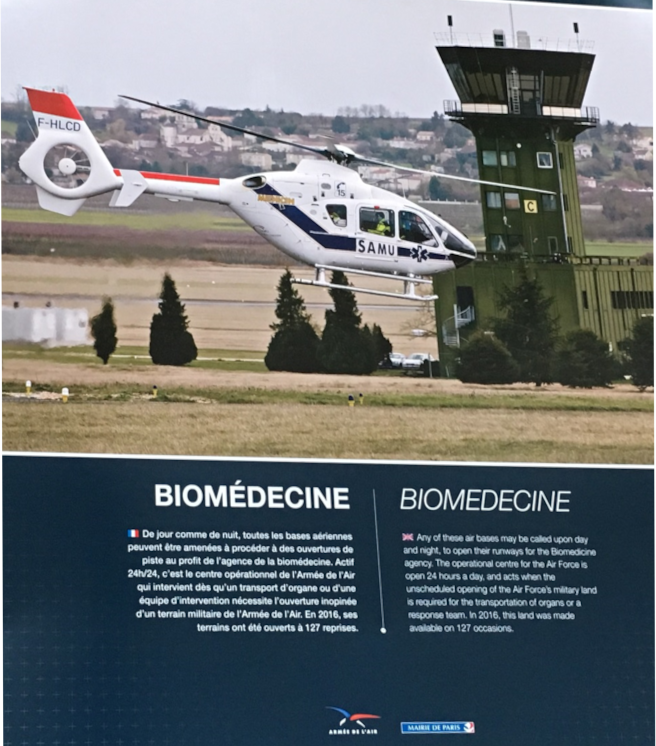 F-HLCD
15
SAMU
C
BIOMÉDECINE
De jour comme de nuit, toutes les bases aériennes
peuvent être amenées à procéder à des ouvertures de
piste au profit de l'agence de la biomédecine. Actif
24h/24, c'est le centre opérationnel de l'Armée de l'Air
qui intervient dès qu'un transport d'organe ou d'une
équipe d'intervention nécessite l'ouverture inopinée
d'un terrain militaire de l'Armée de l'Air. En 2016, ses
terrains ont été ouverts à 127 reprises.
BIOMEDECINE
Any of these air bases may be called upon day
and night, to open their runways for the Biomedicine
agency. The operational centre for the Air Force is
open 24 hours a day, and acts when the
unscheduled opening of the Air Force's military land
is required for the transportation of organs or a
response team. In 2016, this land was made
available on 127 occasions.
ARMÉE DE L'AIR
MAIRIE DE PARIS